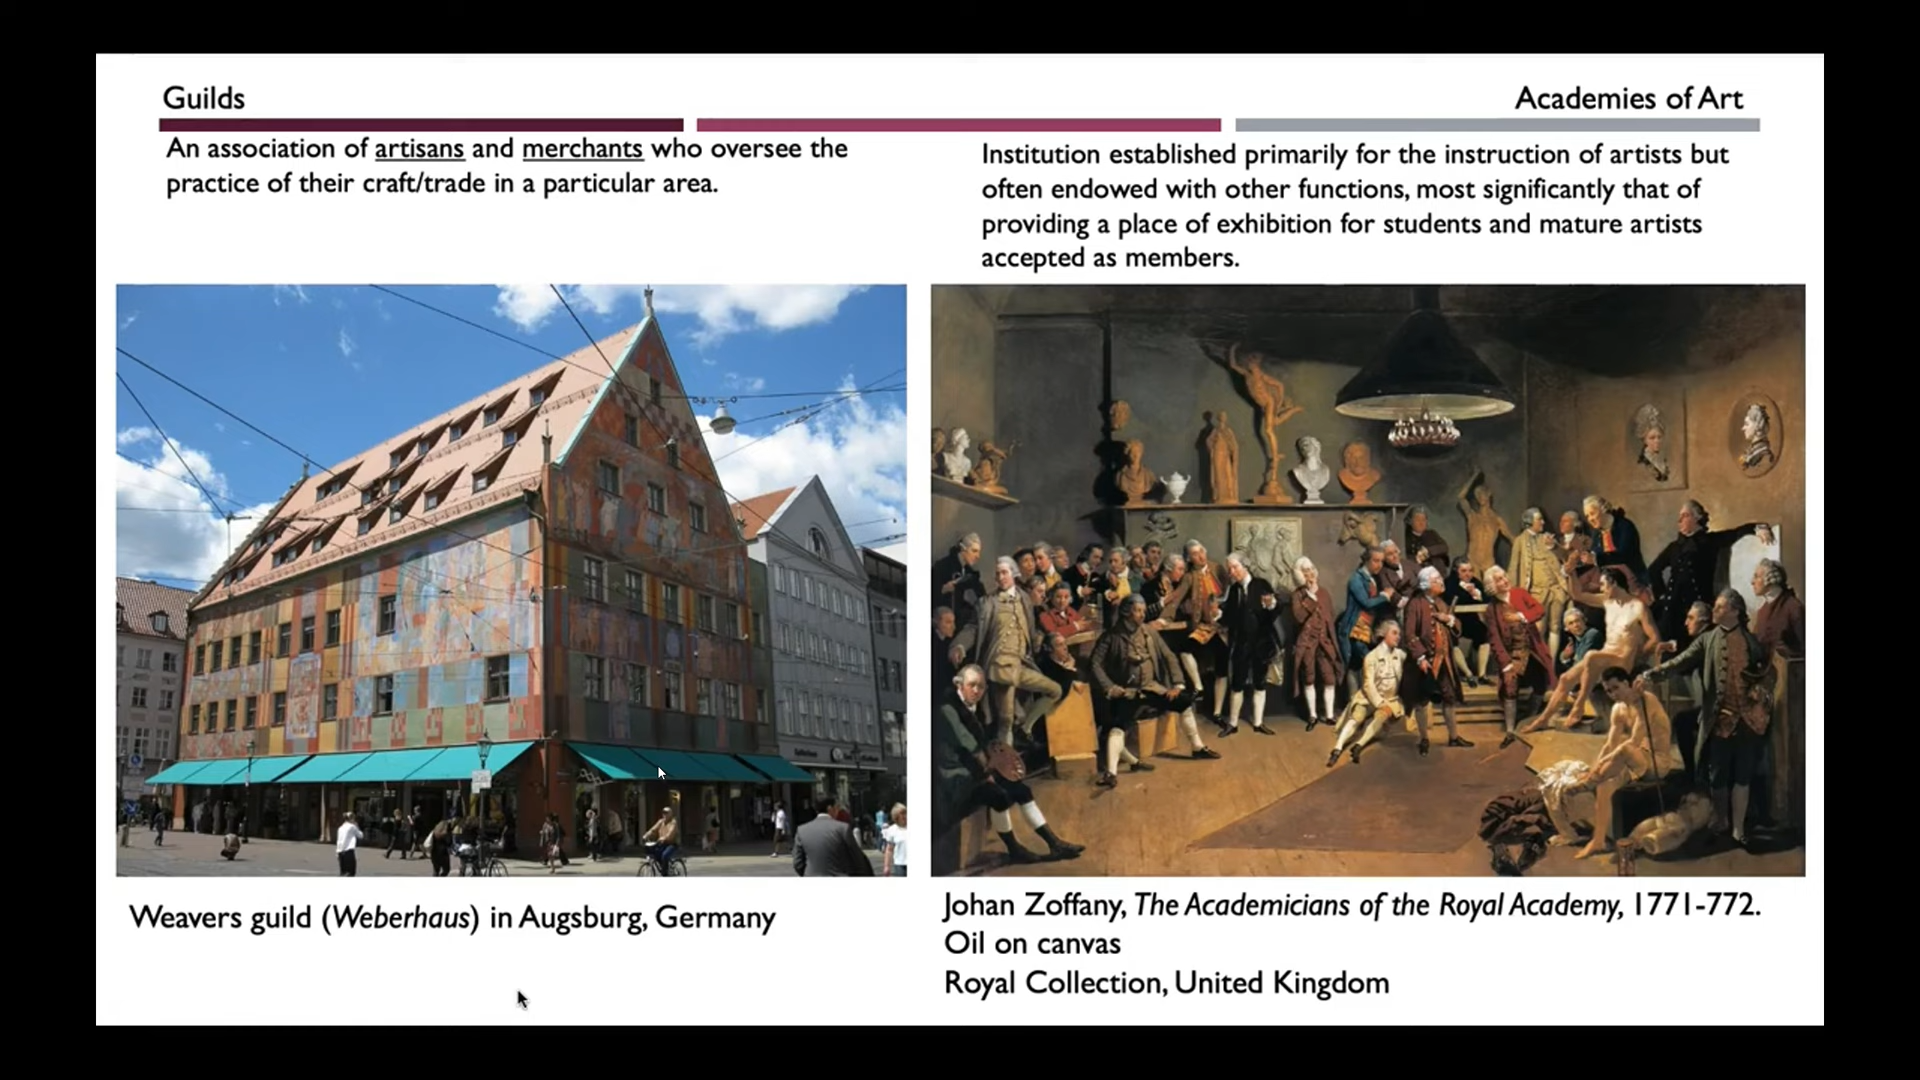 Guilds
An association of artisans and merchants who oversee the
practice of their craft/trade in a particular area.
Weavers guild (Weberhaus) in Augsburg, Germany
Academies of Art
Institution established primarily for the instruction of artists but
often endowed with other functions, most significantly that of
providing a place of exhibition for students and mature artists
accepted as members.
Johan Zoffany, The Academicians of the Royal Academy, 1771-772.
Oil on canvas
Royal Collection, United Kingdom